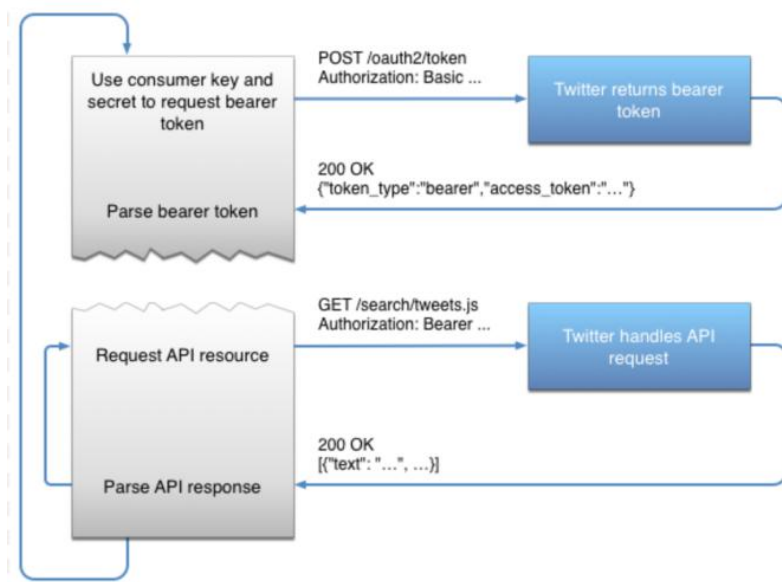 Use consumer key and
secret to request bearer
token
POST /oauth2/token
Authorization: Basic ...
Twitter returns bearer
token
200 OK
{"token_type":"bearer","access_token":"…"}
Parse bearer token
GET /search/tweets.js
Authorization: Bearer ...
Request API resource
Twitter handles API
request
200 OK
[{"text": "…", …}]
Parse API response